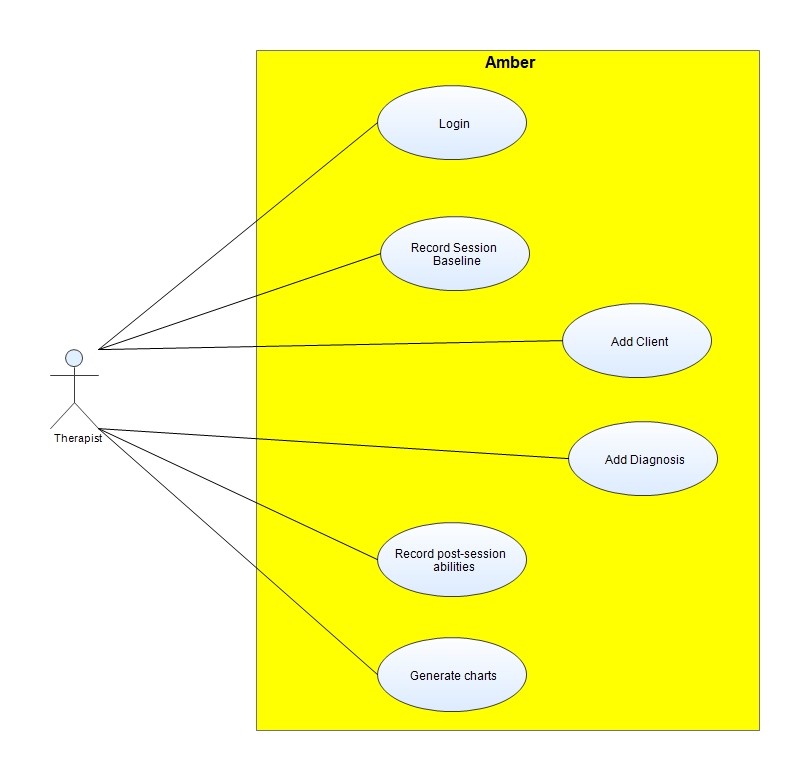 Amber
Login
Record Session
Baseline
Add Client
Therapist
Add Diagnosis
Record post-session
abilities
Generate charts